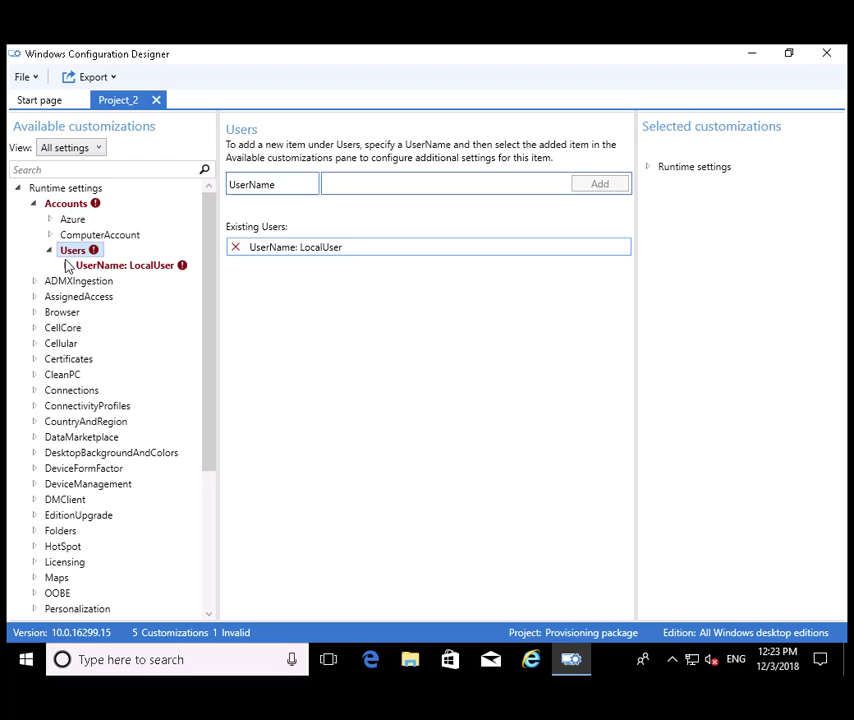 Windows Configuration Designer
File
Export
Start page
Project_2
Available customizations
View: All settings
Search
Runtime settings
Accounts
Azure
ComputerAccount
Users
UserName: LocalUser
ADMXIngestion
AssignedAccess
Browser
CellCore
Cellular
Certificates
CleanPC
Connections
ConnectivityProfiles
CountryAndRegion
DataMarketplace
DesktopBackgroundAndColors
DeviceFormFactor
DeviceManagement
DMClient
EditionUpgrade
Folders
HotSpot
Licensing
Maps
OOBE
Personalization
Users
To add a new item under Users, specify a UserName and then select the added item in the
Available customizations pane to configure additional settings for this item.
UserName
Add
Existing Users:
UserName: LocalUser
Selected customizations
Runtime settings
Version: 10.0.16299.15 5 Customizations 1 Invalid Project: Provisioning package Edition: All Windows desktop editions
Type here to search
ENG
12:23 PM
12/3/2018